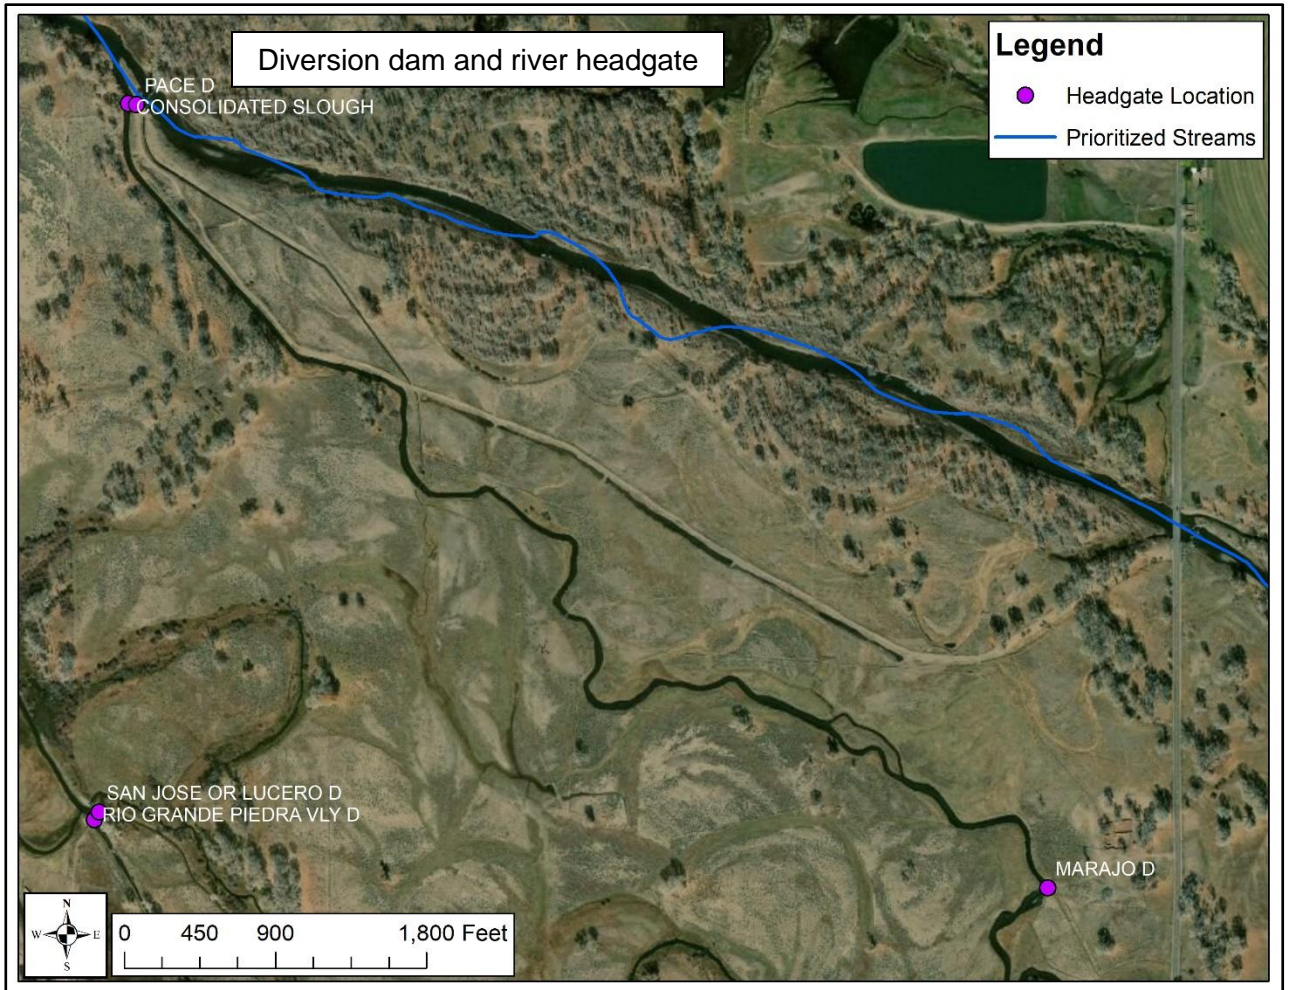 Diversion dam and river headgate
Legend
Headgate Location
Prioritized Streams
PACE D
CONSOLIDATED SLOUGH
SAN JOSE OR LUCERO D
RIO GRANDE PIEDRA VLY D
MARAJO D
N
W E
S
0 450 900 1,800 Feet